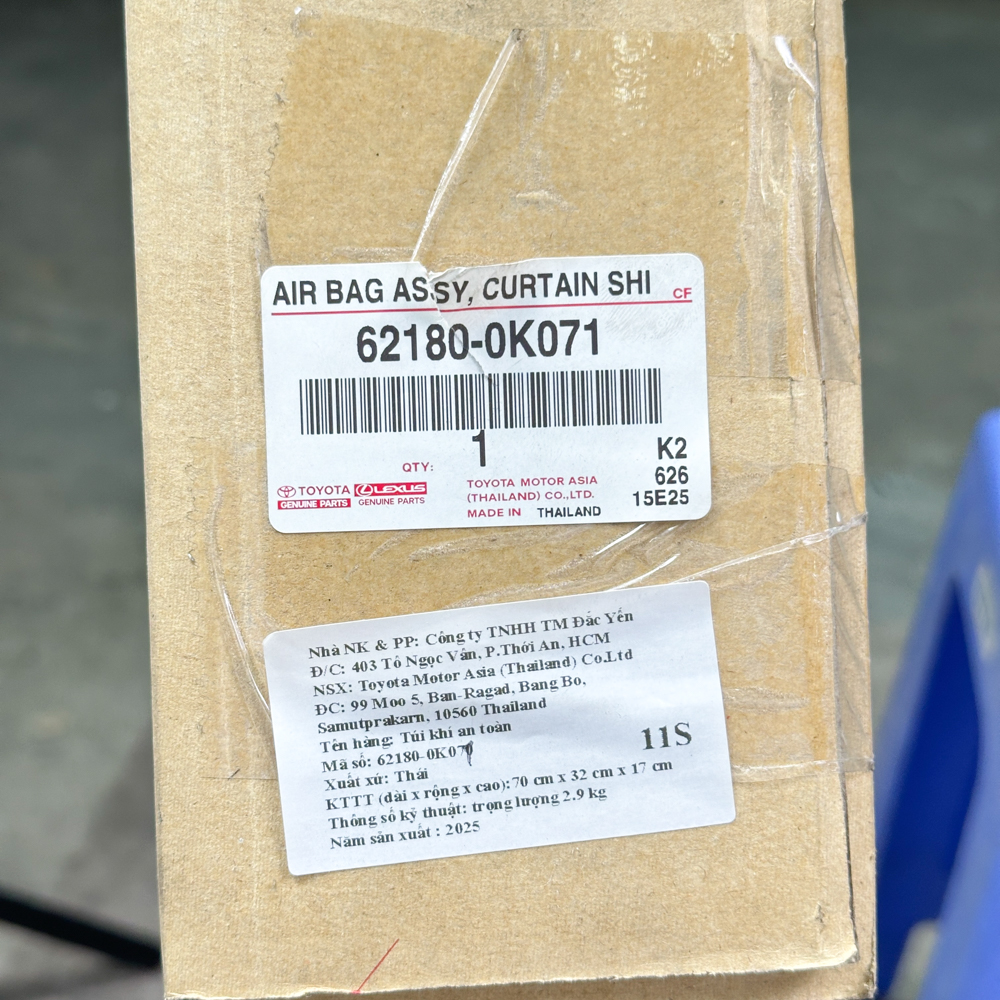 AIR BAG ASSY, CURTAIN SHI CF
62180-0K071
QTY: 1 K2
626
15E25
TOYOTA GENUINE PARTS
LEXUS GENUINE PARTS
TOYOTA MOTOR ASIA
(THAILAND) CO.,LTD.
MADE IN THAILAND
Nhà NK & PP: Công ty TNHH TM Đắc Yến
Đ/C: 403 Tô Ngọc Vân, P.Thới An, HCM
NSX: Toyota Motor Asia (Thailand) Co.Ltd
ĐC: 99 Moo 5, Ban-Ragad, Bang Bo,
Samutprakarn, 10560 Thailand
Tên hàng: Túi khí an toàn
Mã số: 62180-0K071
Xuất xứ: Thái
11S
KTTT (dài x rộng x cao): 70 cm x 32 cm x 17 cm
Thông số kỹ thuật: trọng lượng 2.9 kg
Năm sản xuất : 2025